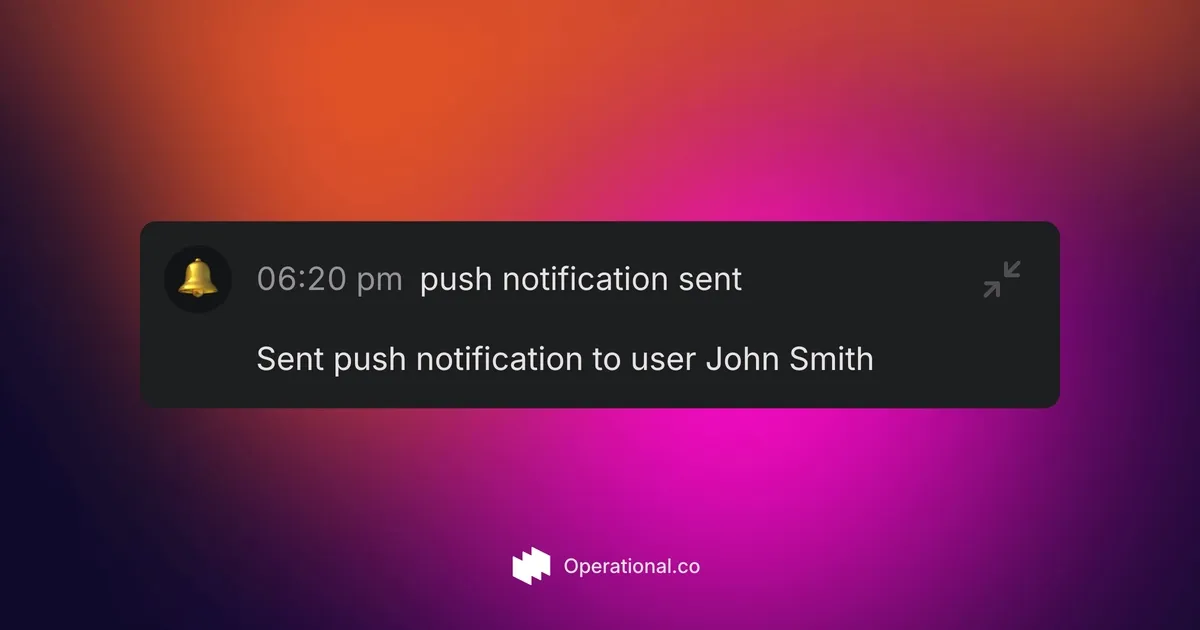 06:20 pm push notification sent
Sent push notification to user John Smith
Operational.co